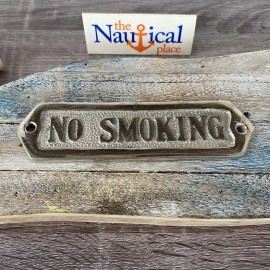 the
Nautical
place
NO SMOKING